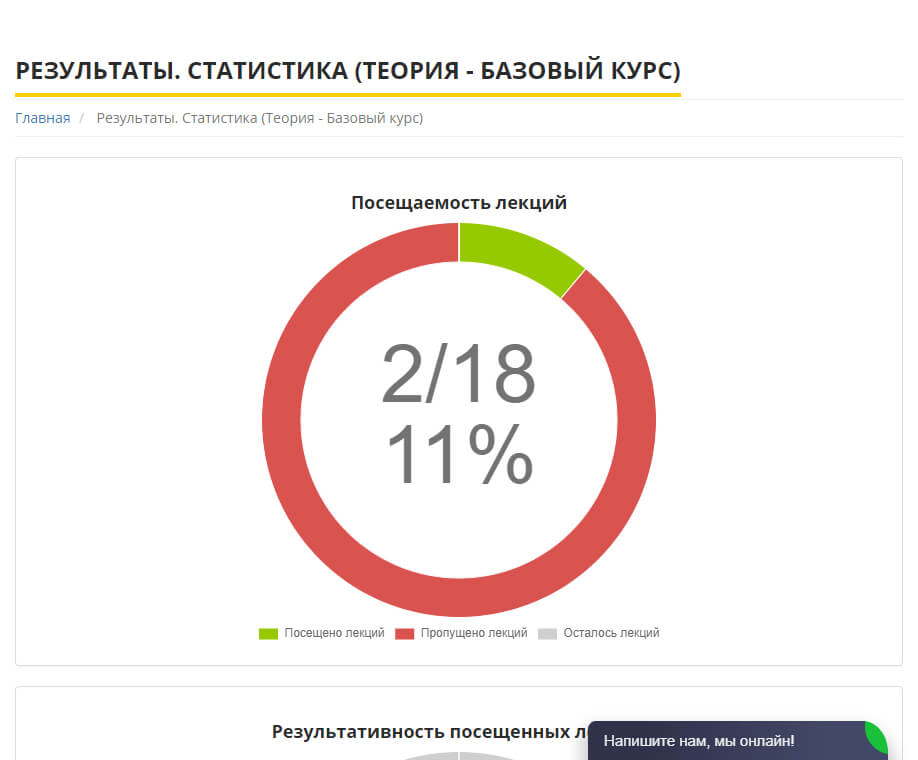 РЕЗУЛЬТАТЫ. СТАТИСТИКА (ТЕОРИЯ - БАЗОВЫЙ КУРС)
Главная / Результаты. Статистика (Теория - Базовый курс)
Посещаемость лекций
2/18
11%
Посещено лекций Пропущено лекций Осталось лекций
Результативность посещенных
Напишите нам, мы онлайн!